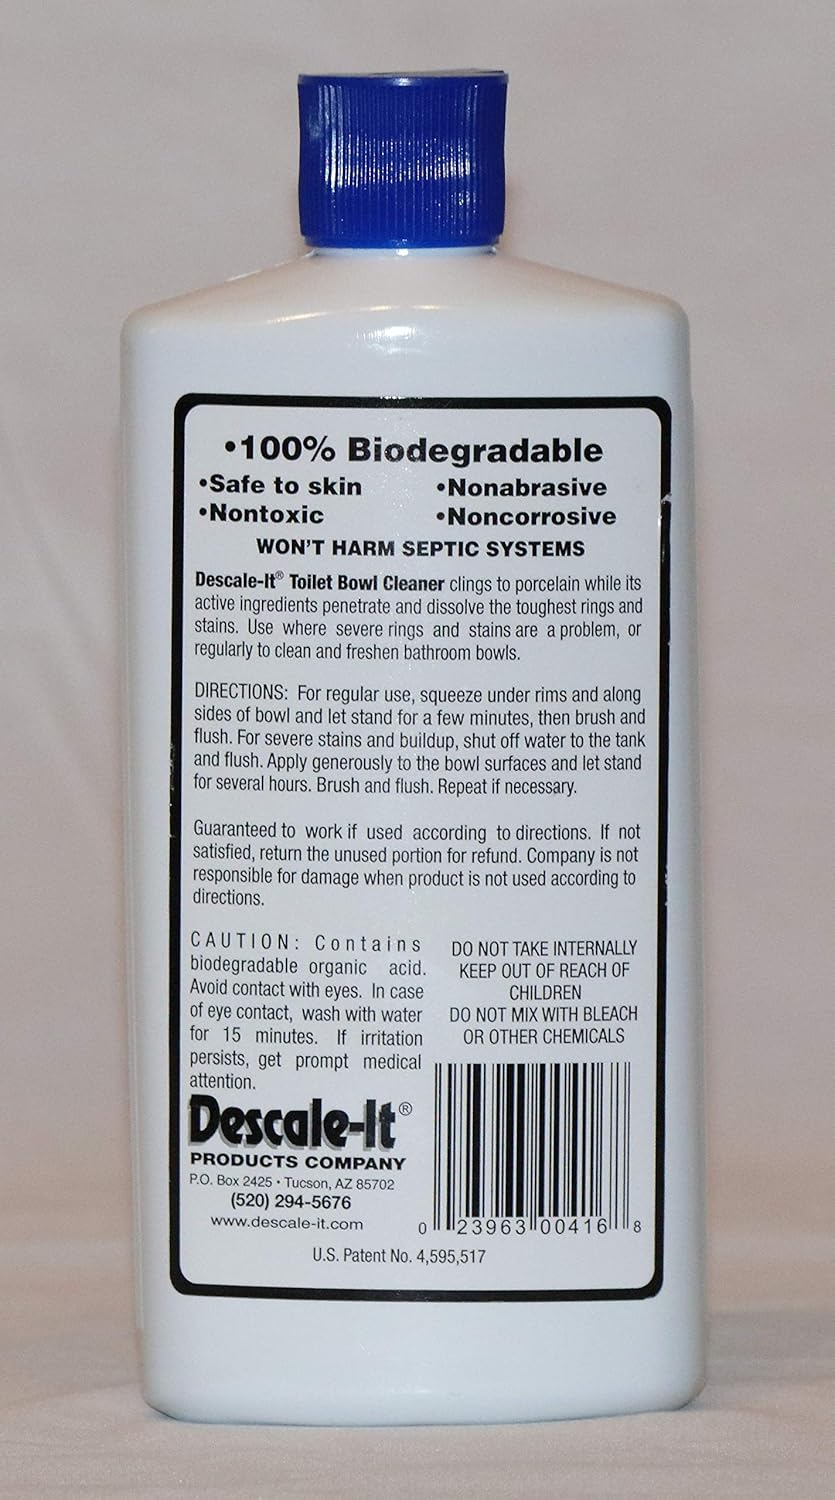 •100% Biodegradable
•Safe to skin •Nonabrasive
•Nontoxic •Noncorrosive
WON'T HARM SEPTIC SYSTEMS
Descale-It® Toilet Bowl Cleaner clings to porcelain while its
active ingredients penetrate and dissolve the toughest rings and
stains. Use where severe rings and stains are a problem, or
regularly to clean and freshen bathroom bowls.
DIRECTIONS: For regular use, squeeze under rims and along
sides of bowl and let stand for a few minutes, then brush and
flush. For severe stains and buildup, shut off water to the tank
and flush. Apply generously to the bowl surfaces and let stand
for several hours. Brush and flush. Repeat if necessary.
Guaranteed to work if used according to directions. If not
satisfied, return the unused portion for refund. Company is not
responsible for damage when product is not used according to
directions.
CAUTION: Contains
biodegradable organic acid.
Avoid contact with eyes. In case
of eye contact, wash with water
for 15 minutes. If irritation
persists, get prompt medical
attention.
DO NOT TAKE INTERNALLY
KEEP OUT OF REACH OF
CHILDREN
DO NOT MIX WITH BLEACH
OR OTHER CHEMICALS
Descale-It®
PRODUCTS COMPANY
P.O. Box 2425 • Tucson, AZ 85702
(520) 294-5676
www.descale-it.com
0 23963 00416 8
U.S. Patent No. 4,595,517